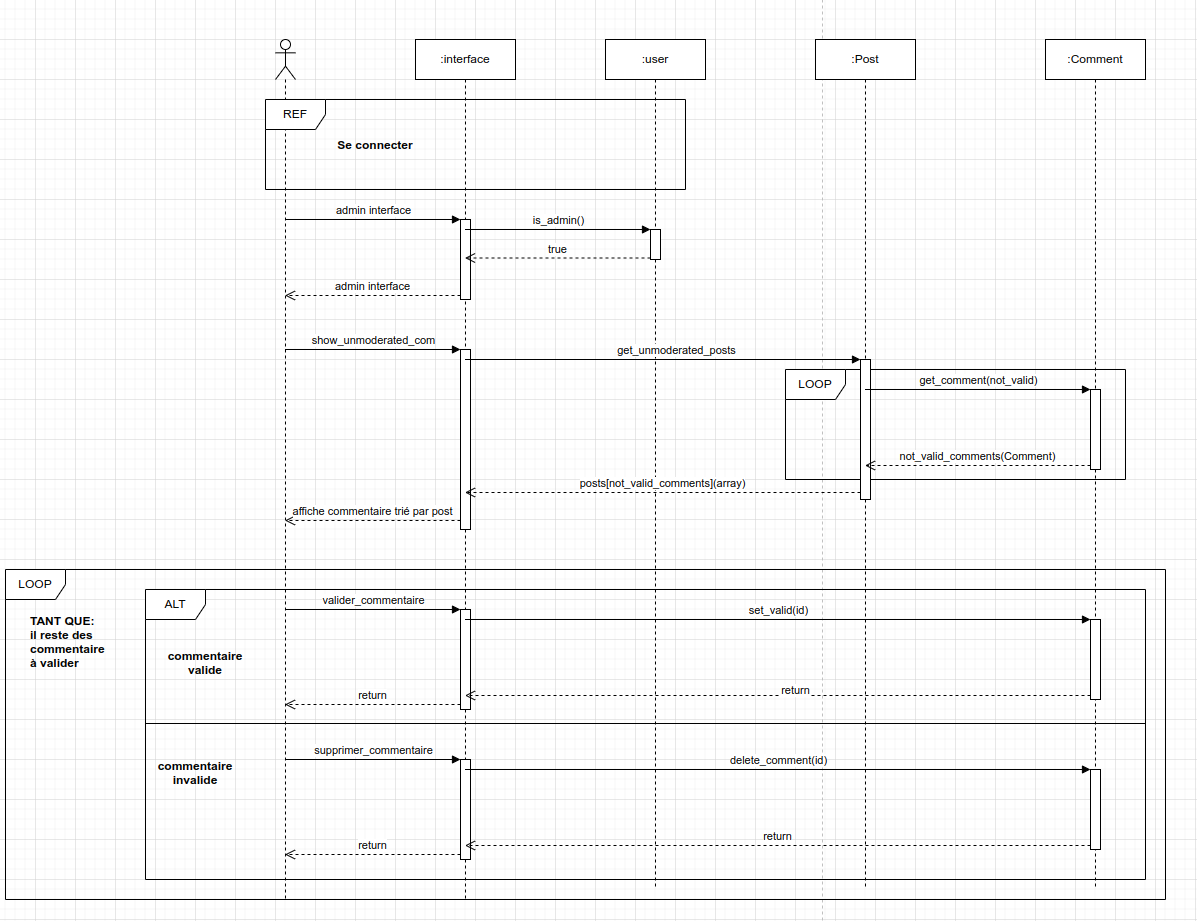 :interface
:user
:Post
:Comment
REF
Se connecter
admin interface
is_admin()
true
admin interface
show_unmoderated_com
get_unmoderated_posts
LOOP
get_comment(not_valid)
not_valid_comments(Comment)
posts[not_valid_comments](array)
affiche commentaire trié par post
LOOP
TANT QUE:
il reste des
commentaire
à valider
ALT
valider_commentaire
set_valid(id)
commentaire
valide
return
return
supprimer_commentaire
delete_comment(id)
commentaire
invalide
return
return